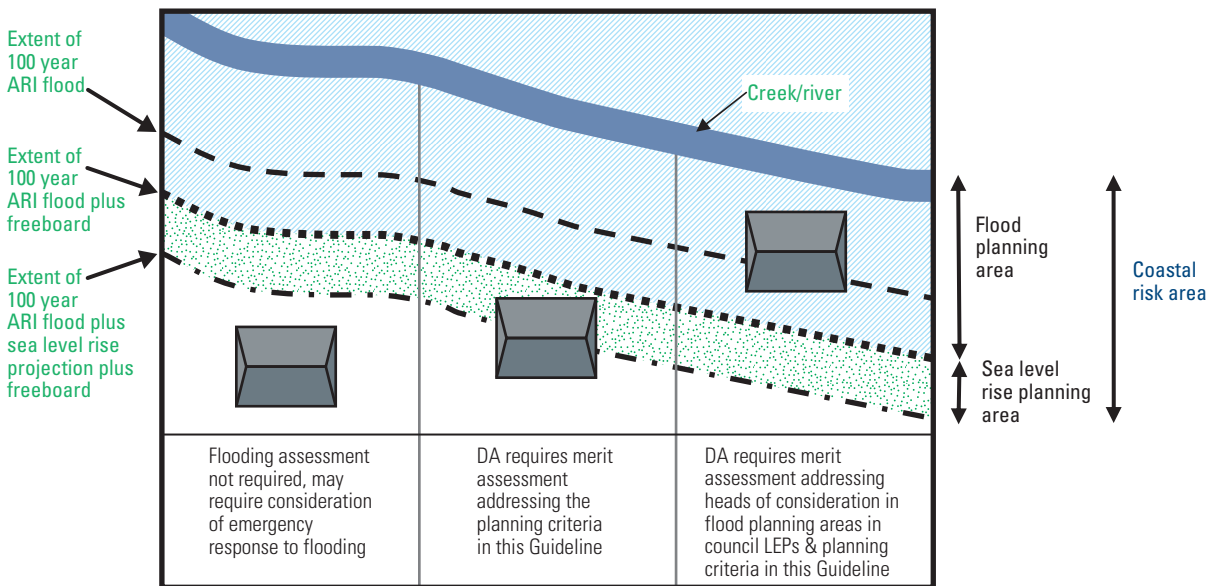 Extent of
100 year
ARI flood
Extent of
100 year
ARI flood plus
freeboard
Extent of
100 year
ARI flood plus
sea level rise
projection plus
freeboard
Creek/river
Flood
planning
area
Sea level
rise planning
area
Coastal
risk area
Flooding assessment
not required, may
require consideration
of emergency
response to flooding
DA requires merit
assessment
addressing the
planning criteria
in this Guideline
DA requires merit
assessment addressing
heads of consideration in
flood planning areas in
council LEPs & planning
criteria in this Guideline